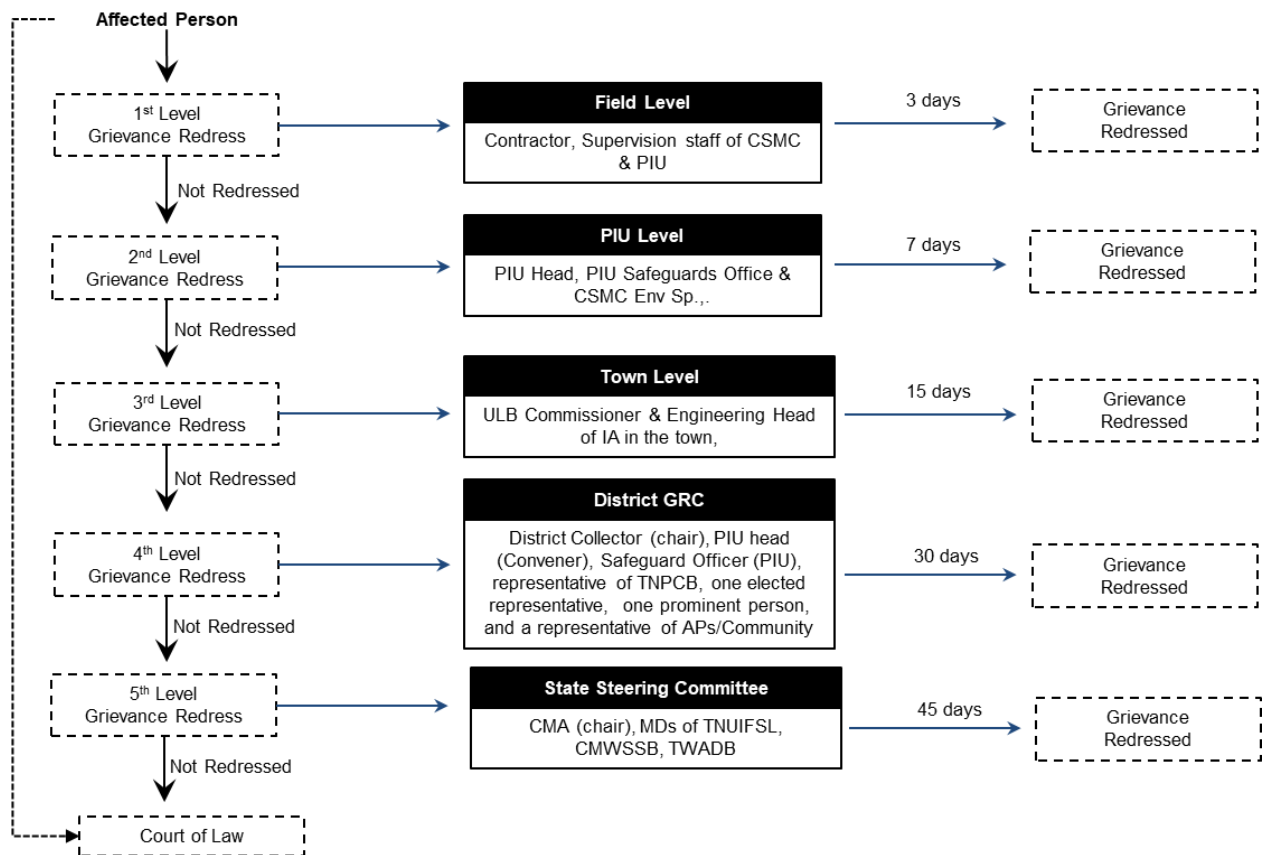 Affected Person
1st Level
Grievance Redress
Field Level
Contractor, Supervision staff of CSMC
& PIU
3 days
Grievance
Redressed
Not Redressed
2nd Level
Grievance Redress
PIU Level
PIU Head, PIU Safeguards Office &
CSMC Env Sp.,.
7 days
Grievance
Redressed
Not Redressed
3rd Level
Grievance Redress
Town Level
ULB Commissioner & Engineering Head
of IA in the town,
15 days
Grievance
Redressed
Not Redressed
4th Level
Grievance Redress
District GRC
District Collector (chair), PIU head
(Convener), Safeguard Officer (PIU),
representative of TNPCB, one elected
representative, one prominent person,
and a representative of APs/Community
30 days
Grievance
Redressed
Not Redressed
5th Level
Grievance Redress
State Steering Committee
CMA (chair), MDs of TNUIFSL,
CMWSSB, TWADB
45 days
Grievance
Redressed
Not Redressed
Court of Law